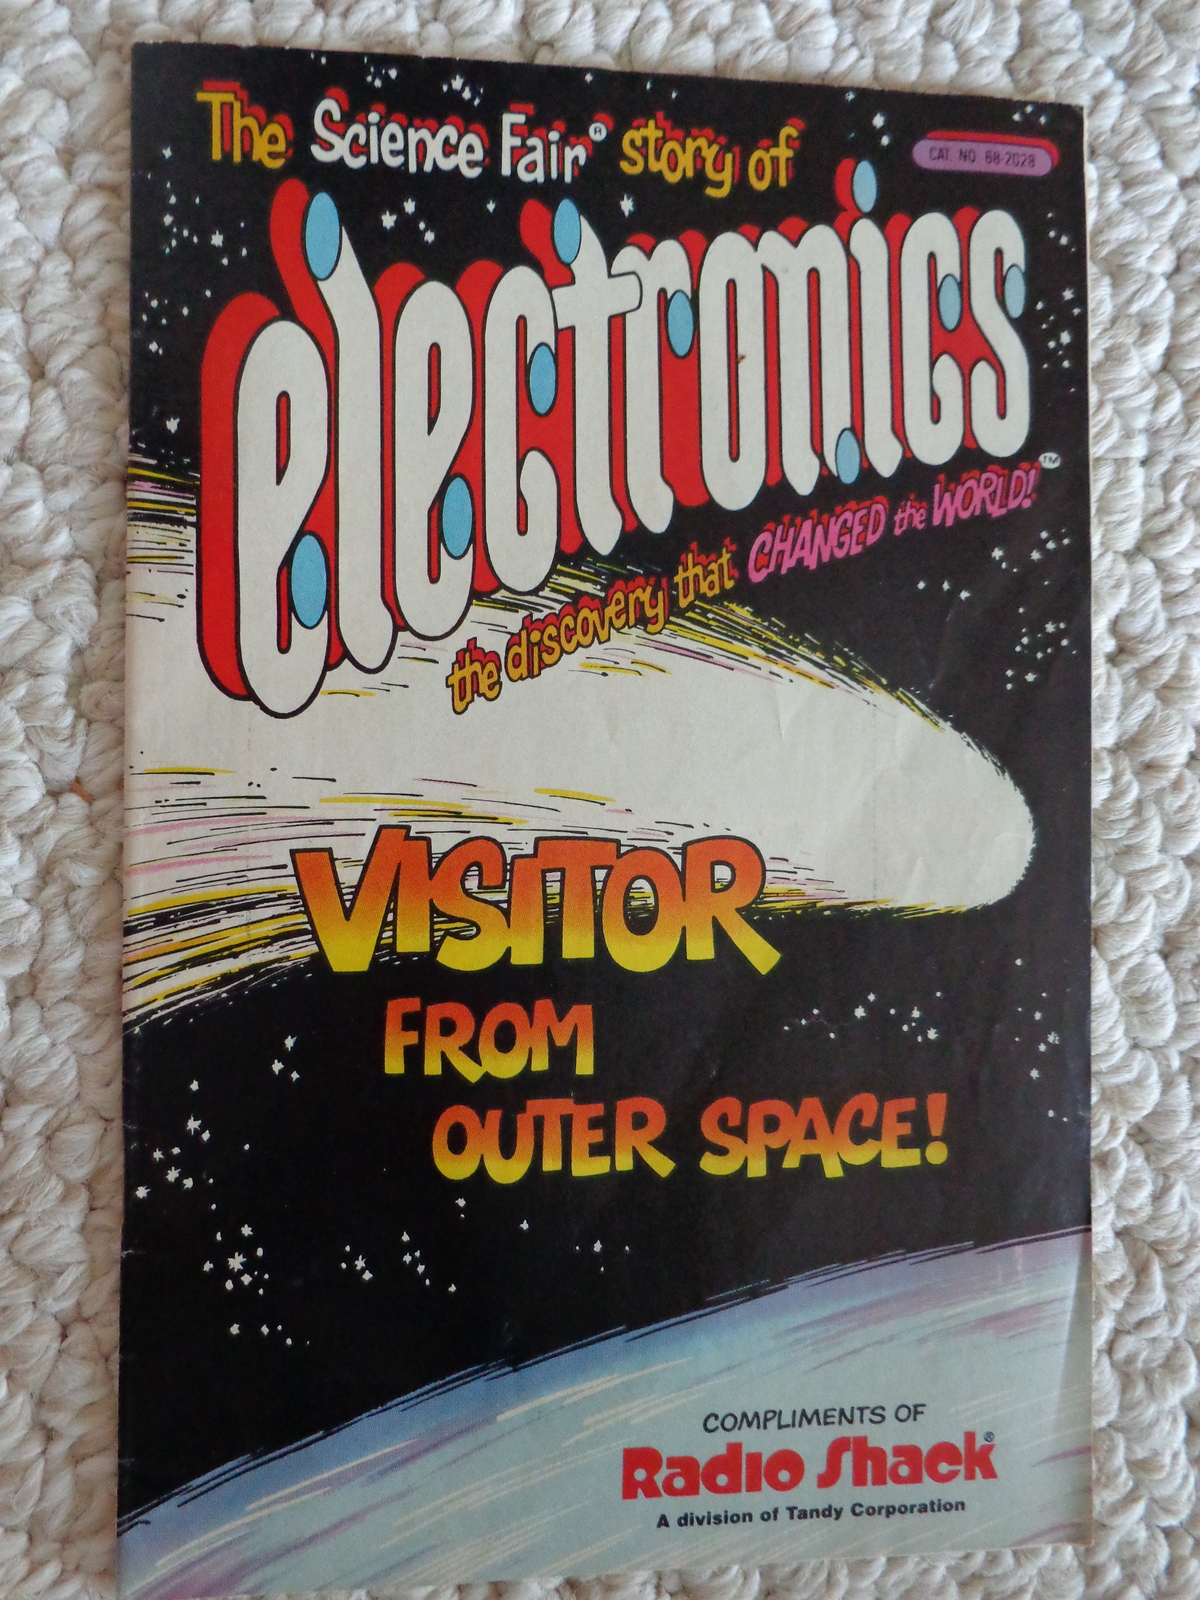 The Science Fair® story of
CAT. NO. 68-2028
electronics
the discovery that CHANGED the WORLD!™
VISITOR
FROM
OUTER SPACE!
COMPLIMENTS OF
Radio Shack®
A division of Tandy Corporation